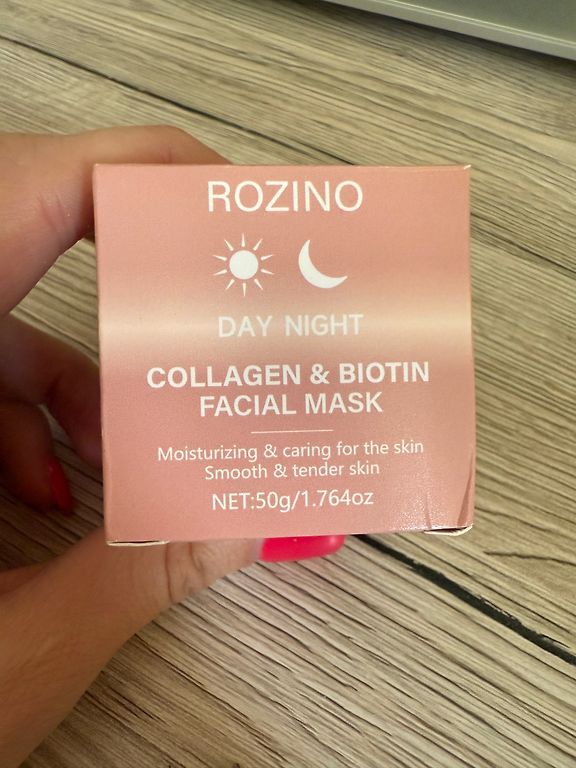 ROZINO
DAY NIGHT
COLLAGEN & BIOTIN
FACIAL MASK
Moisturizing & caring for the skin
Smooth & tender skin
NET:50g/1.764oz